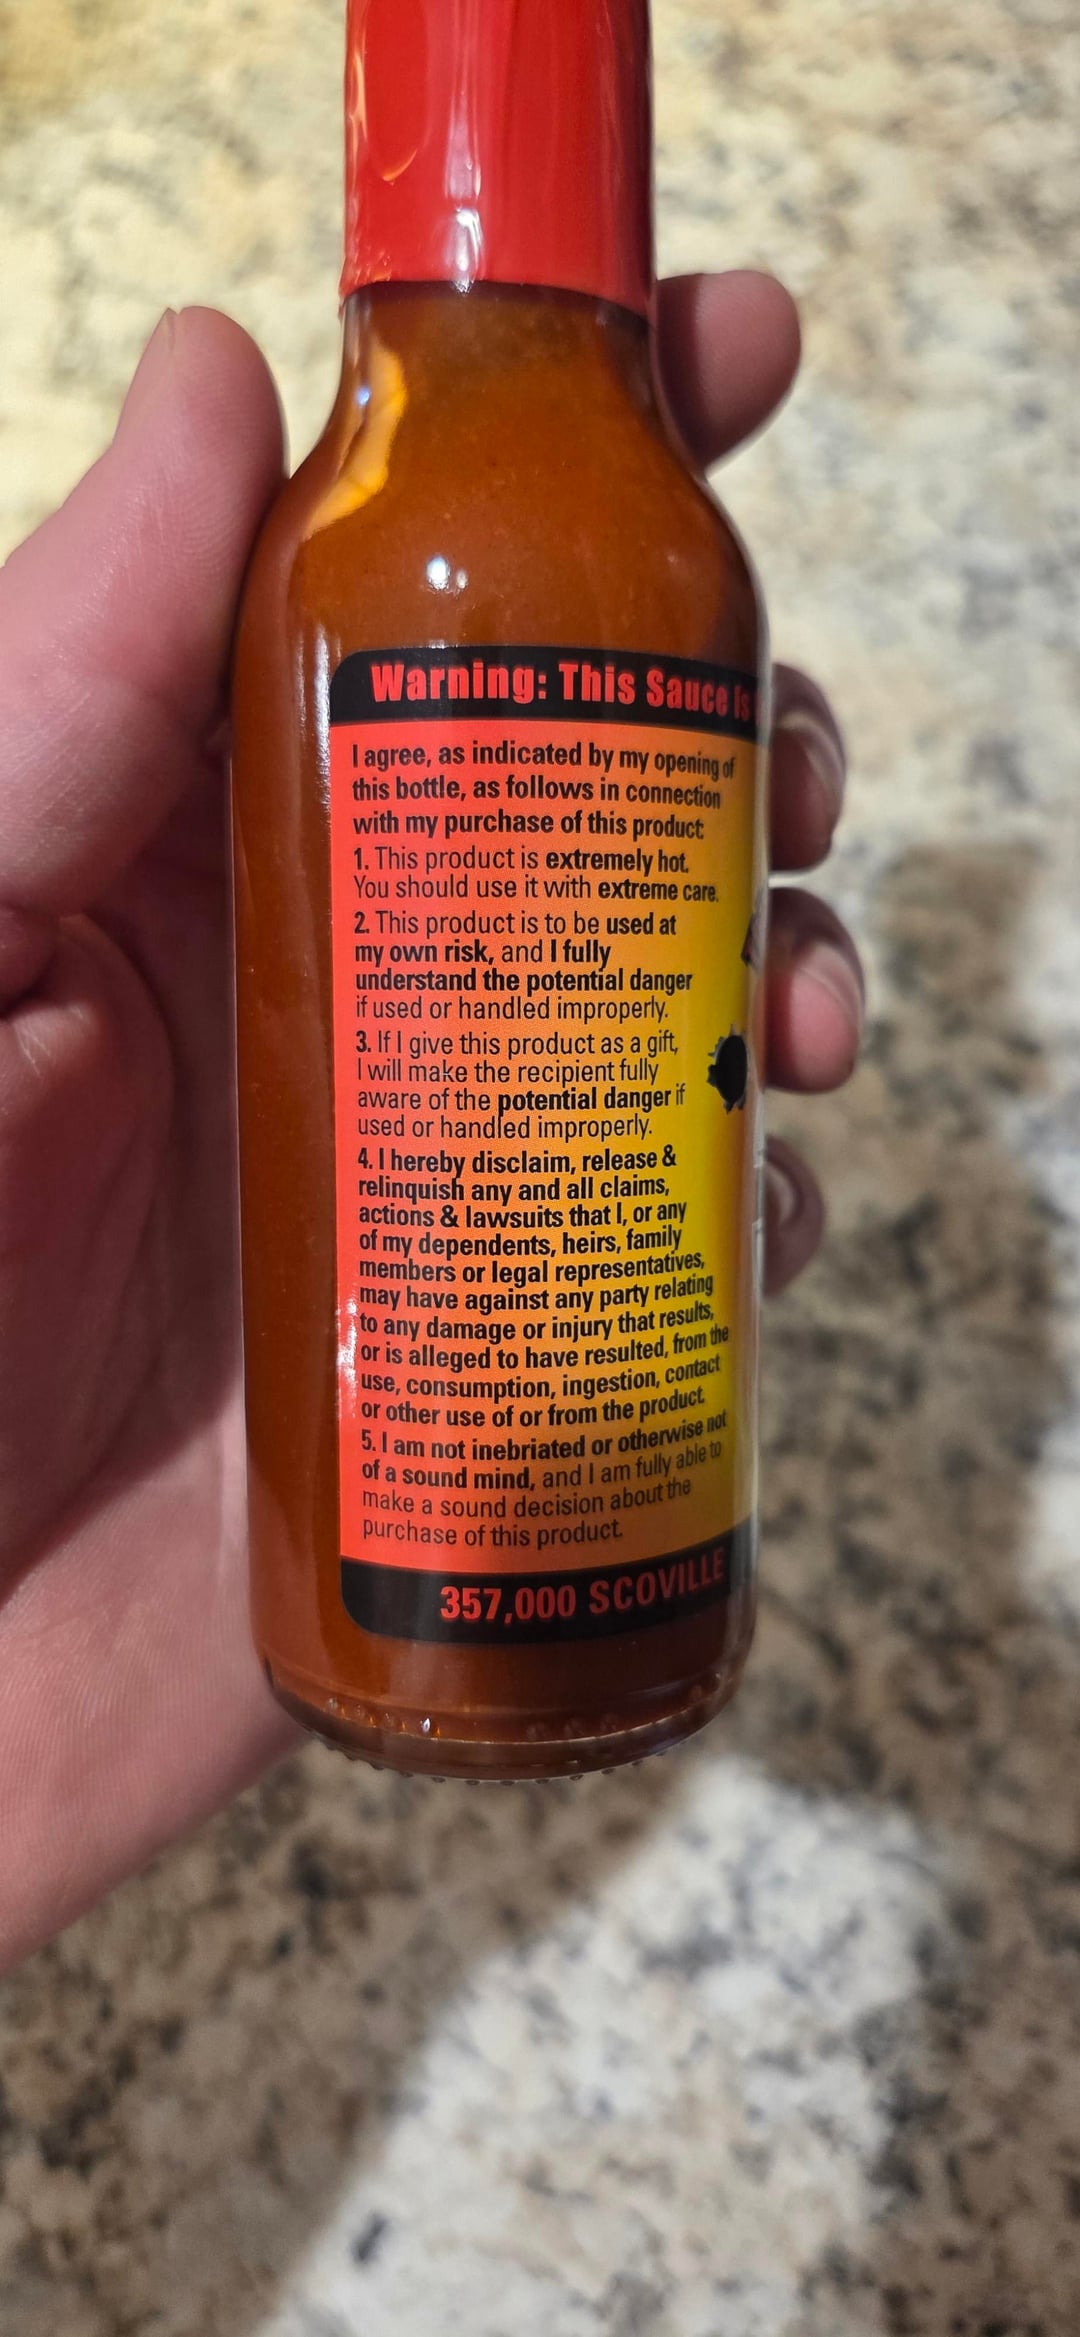 Warning: This Sauce Is
I agree, as indicated by my opening of
this bottle, as follows in connection
with my purchase of this product:
1. This product is extremely hot.
You should use it with extreme care.
2. This product is to be used at
my own risk, and I fully
understand the potential danger
if used or handled improperly.
3. If I give this product as a gift,
I will make the recipient fully
aware of the potential danger if
used or handled improperly.
4. I hereby disclaim, release &
relinquish any and all claims,
actions & lawsuits that I, or any
of my dependents, heirs, family
members or legal representatives,
may have against any party relating
to any damage or injury that results,
or is alleged to have resulted, from the
use, consumption, ingestion, contact
or other use of or from the product.
5. I am not inebriated or otherwise not
of a sound mind, and I am fully able to
make a sound decision about the
purchase of this product.
357,000 SCOVILLE